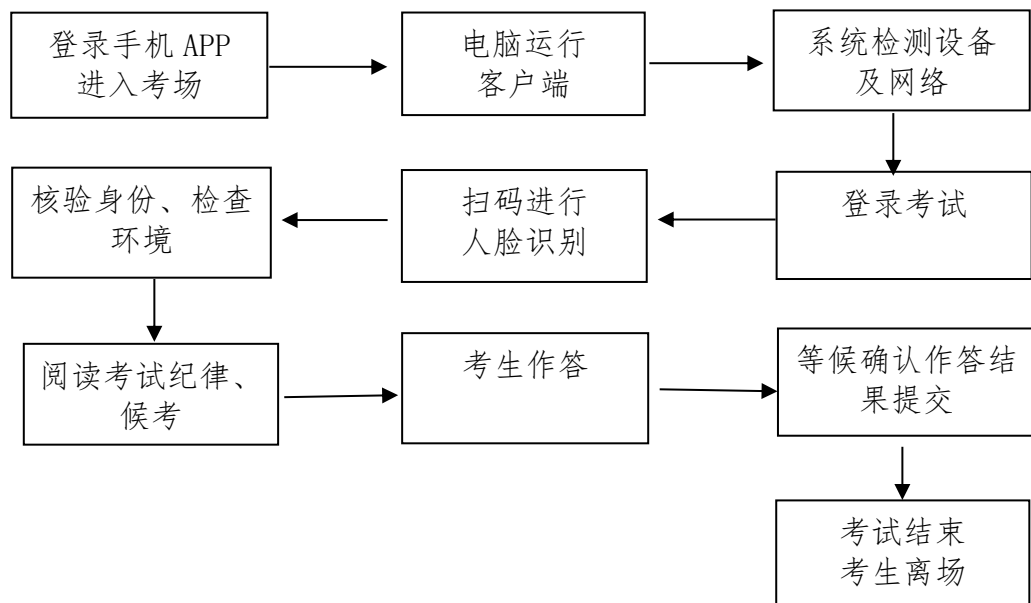 登录手机 APP
进入考场
电脑运行
客户端
系统检测设备
及网络
登录考试
扫码进行
人脸识别
核验身份、检查
环境
阅读考试纪律、
候考
考生作答
等候确认作答结
果提交
考试结束
考生离场